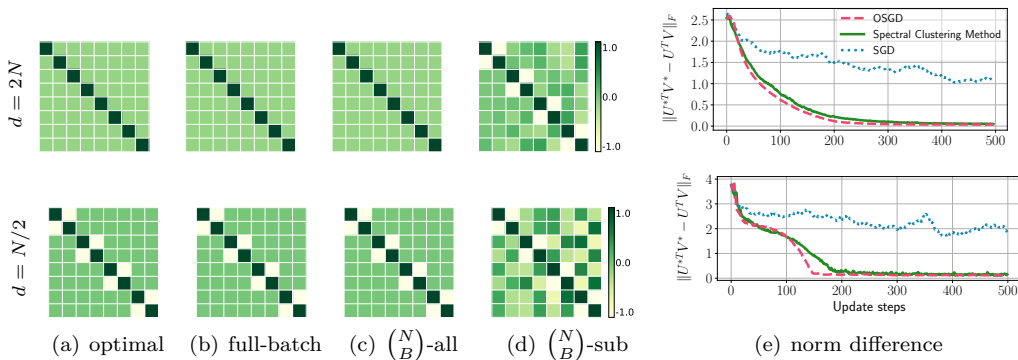 d = 2N
1.0
0.0
-1.0
d = N/2
1.0
0.0
-1.0
(a) optimal
(b) full-batch
(c) (N B)-all
(d) (N B)-sub
‖U*ᵀV* − UᵀV‖F
2.5
2.0
1.5
1.0
0.5
0.0
0 100 200 300 400 500
OSGD
Spectral Clustering Method
SGD
‖U*ᵀV* − UᵀV‖F
4
3
2
1
0
0 100 200 300 400 500
Update steps
(e) norm difference